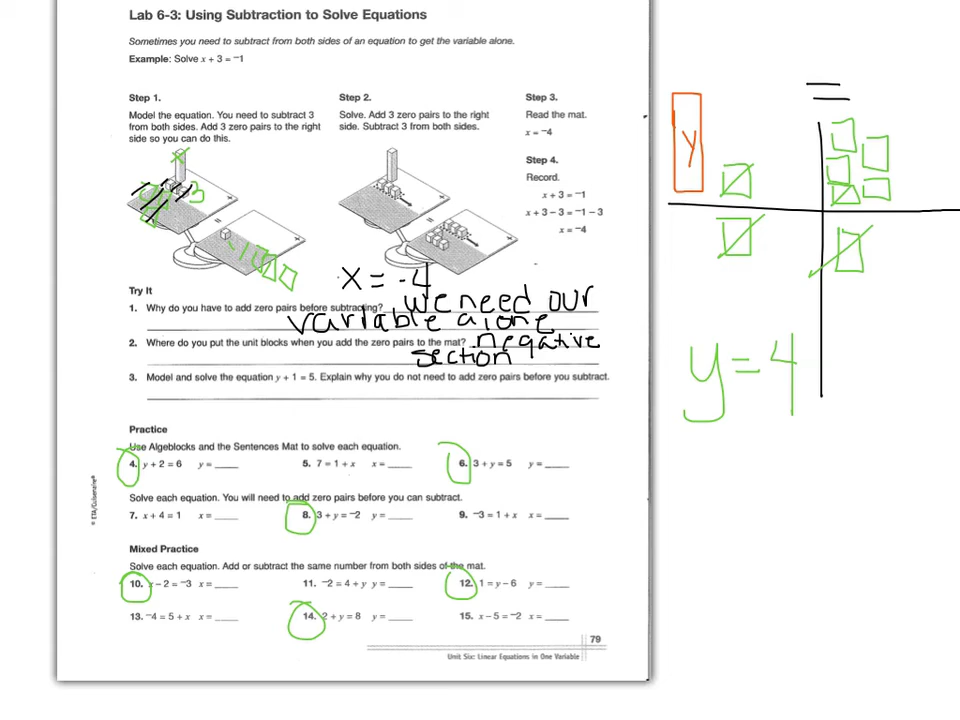 Lab 6-3: Using Subtraction to Solve Equations
Sometimes you need to subtract from both sides of an equation to get the variable alone.
Example: Solve x + 3 = ⁻1
Step 1.
Model the equation. You need to subtract 3
from both sides. Add 3 zero pairs to the right
side so you can do this.
x
3
-1
Step 2.
Solve. Add 3 zero pairs to the right
side. Subtract 3 from both sides.
Step 3.
Read the mat.
x = ⁻4
Step 4.
Record.
x + 3 = ⁻1
x + 3 − 3 = ⁻1 − 3
x = ⁻4
x = -4
Try It
1. Why do you have to add zero pairs before subtracting? we need our
variable alone
2. Where do you put the unit blocks when you add the zero pairs to the mat? negative
section
3. Model and solve the equation y + 1 = 5. Explain why you do not need to add zero pairs before you subtract.
Practice
Use Algeblocks and the Sentences Mat to solve each equation.
4. y + 2 = 6 y = ____ 5. 7 = 1 + x x = ____ 6. 3 + y = 5 y = ____
Solve each equation. You will need to add zero pairs before you can subtract.
7. x + 4 = 1 x = ____ 8. 3 + y = ⁻2 y = ____ 9. ⁻3 = 1 + x x = ____
Mixed Practice
Solve each equation. Add or subtract the same number from both sides of the mat.
10. x − 2 = ⁻3 x = ____ 11. ⁻2 = 4 + y y = ____ 12. 1 = y − 6 y = ____
13. ⁻4 = 5 + x x = ____ 14. 2 + y = 8 y = ____ 15. x − 5 = ⁻2 x = ____
79
Unit Six: Linear Equations in One Variable
© ETA/Cuisenaire®
=
y
y = 4